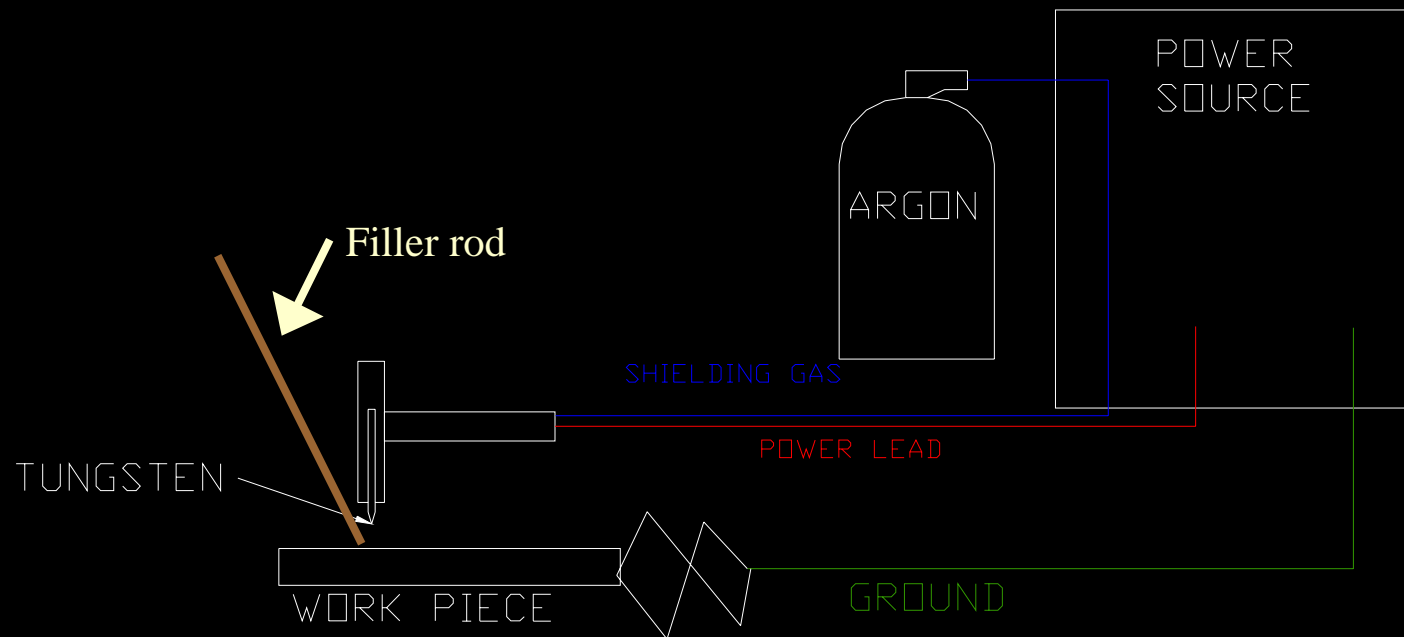 POWER
SOURCE
ARGON
Filler rod
SHIELDING GAS
POWER LEAD
TUNGSTEN
WORK PIECE
GROUND